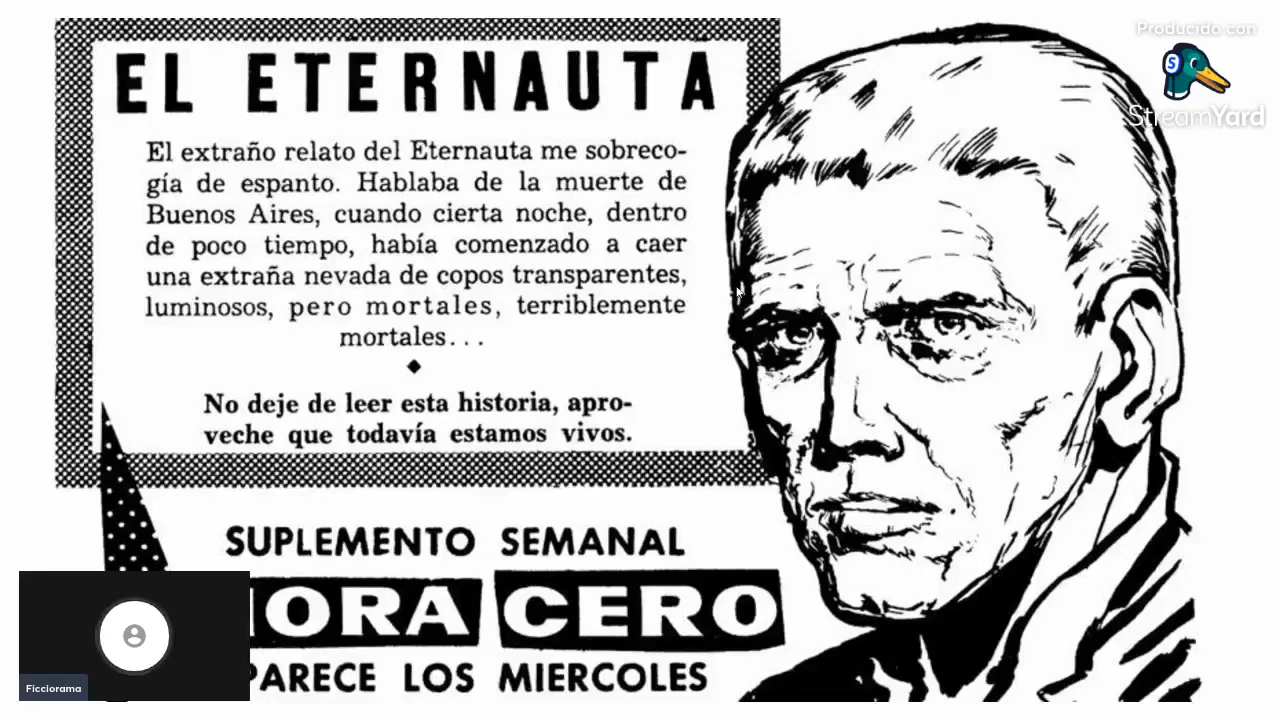 Producido con
StreamYard
EL ETERNAUTA
El extraño relato del Eternauta me sobreco-
gía de espanto. Hablaba de la muerte de
Buenos Aires, cuando cierta noche, dentro
de poco tiempo, había comenzado a caer
una extraña nevada de copos transparentes,
luminosos, pero mortales, terriblemente
mortales...
No deje de leer esta historia, apro-
veche que todavía estamos vivos.
SUPLEMENTO SEMANAL
ORA CERO
PARECE LOS MIERCOLES
Ficciorama